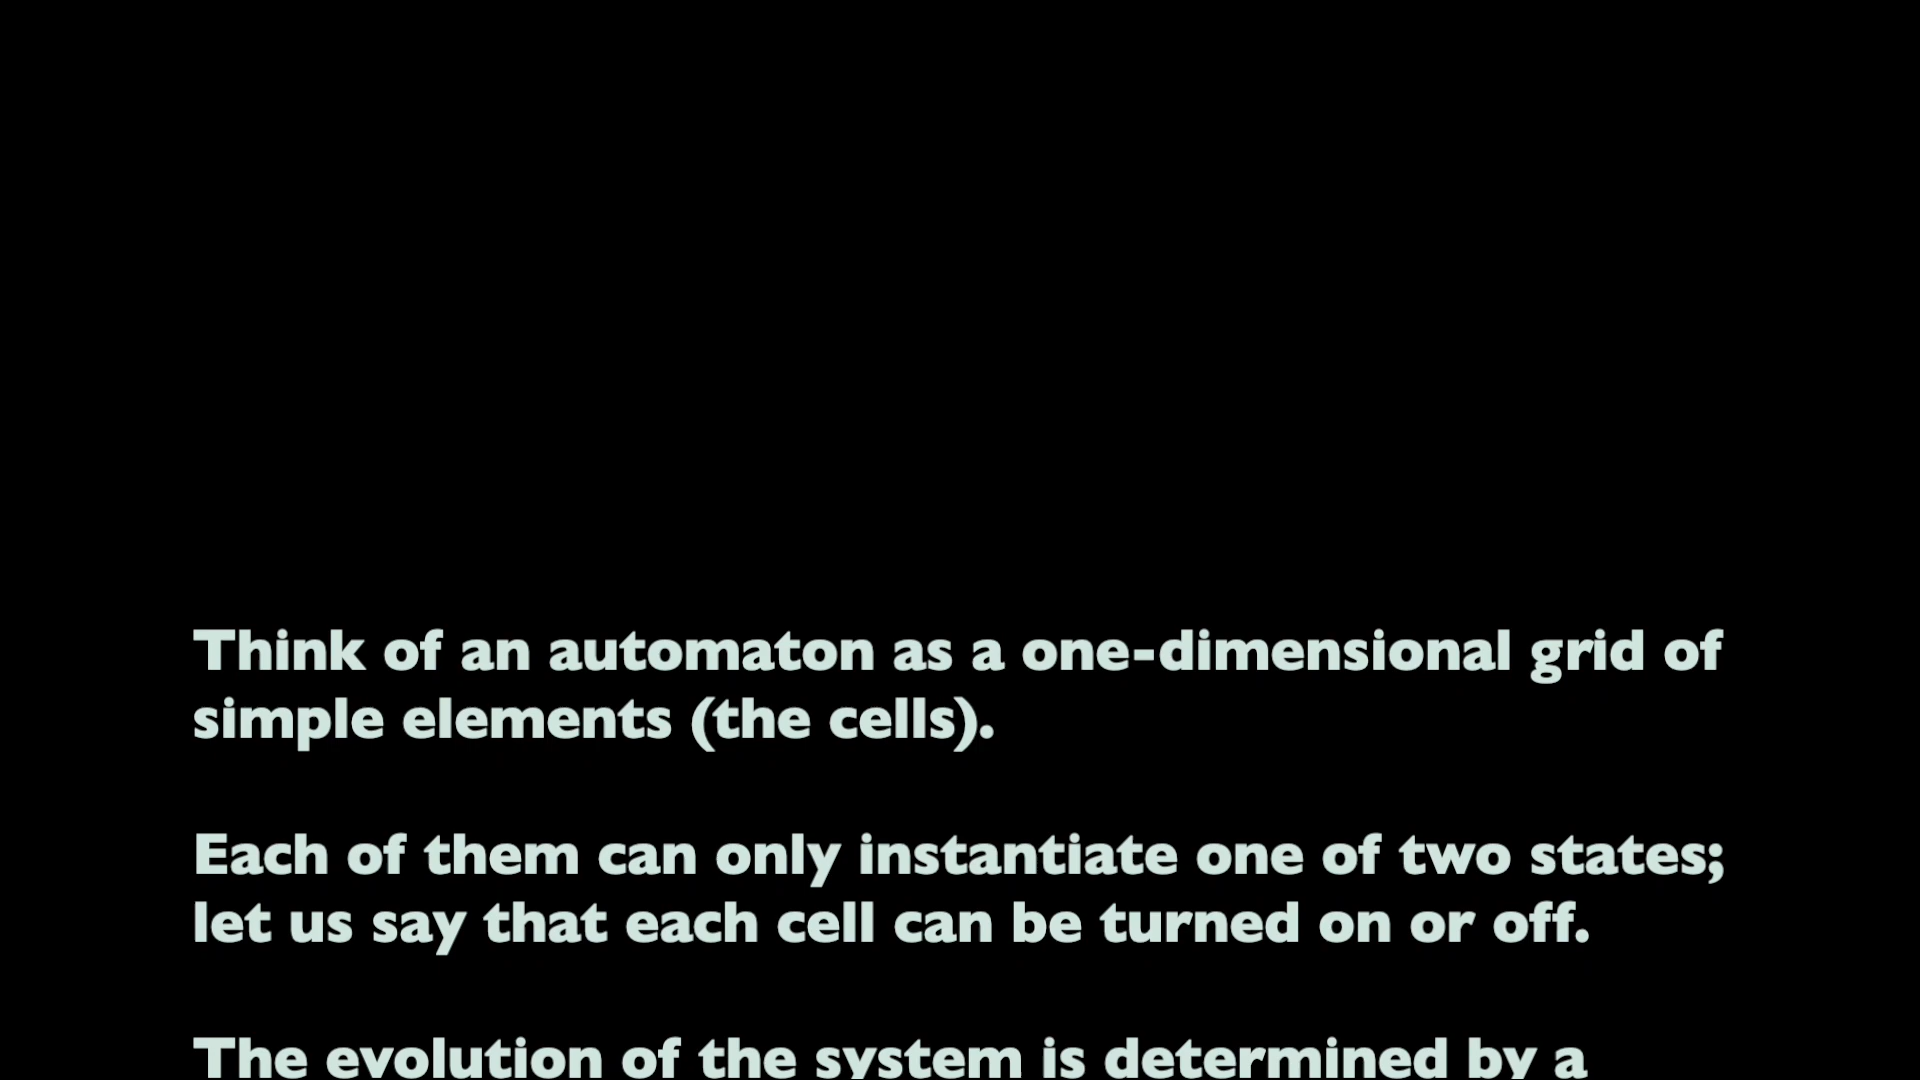 Think of an automaton as a one-dimensional grid of
simple elements (the cells).
Each of them can only instantiate one of two states;
let us say that each cell can be turned on or off.
The evolution of the system is determined by a